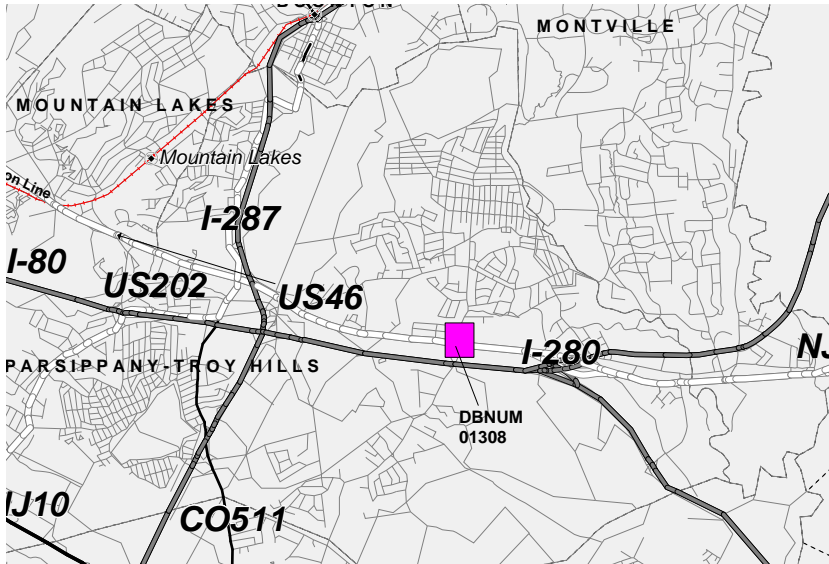 MONTVILLE
MOUNTAIN LAKES
Mountain Lakes
on Line
I-287
I-80
US202
US46
I-280
NJ
PARSIPPANY-TROY HILLS
DBNUM
01308
IJ10
CO511